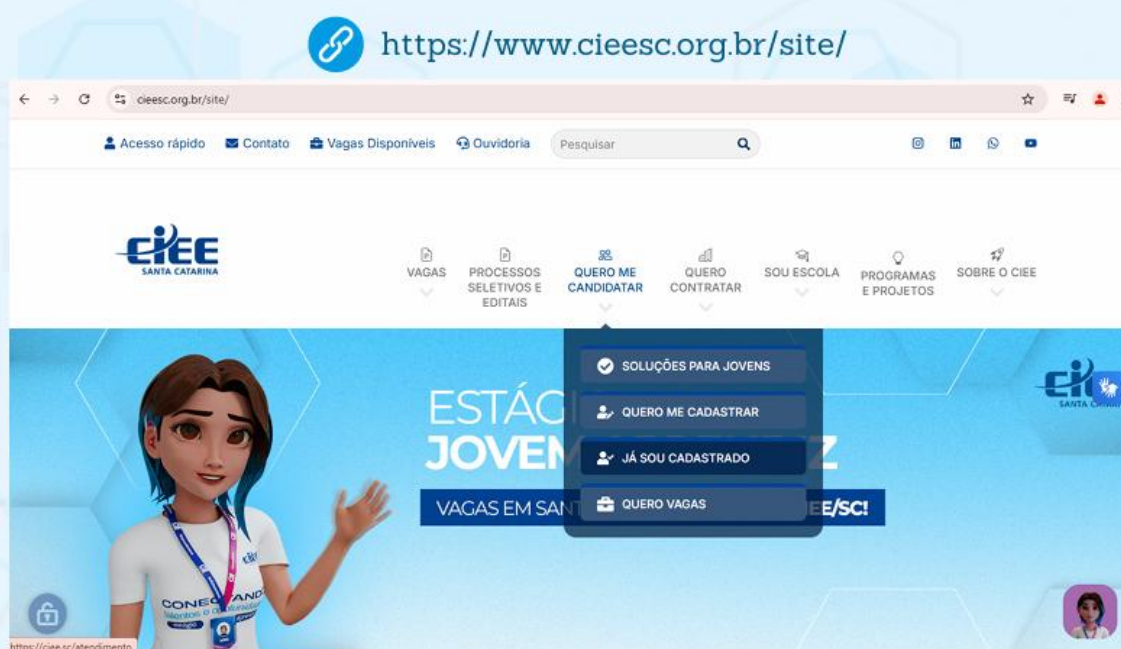 https://www.cieesc.org.br/site/
cieesc.org.br/site/
Acesso rápido Contato Vagas Disponíveis Ouvidoria Pesquisar
CIEE
SANTA CATARINA
VAGAS
PROCESSOS
SELETIVOS E
EDITAIS
QUERO ME
CANDIDATAR
QUERO
CONTRATAR
SOU ESCOLA
PROGRAMAS
E PROJETOS
SOBRE O CIEE
SOLUÇÕES PARA JOVENS
QUERO ME CADASTRAR
JÁ SOU CADASTRADO
QUERO VAGAS
ESTÁG
JOVEM Z
VAGAS EM SANT EE/SC!
SANTA
ciee
CONECTANDO
https://ciee.sc/atendimento